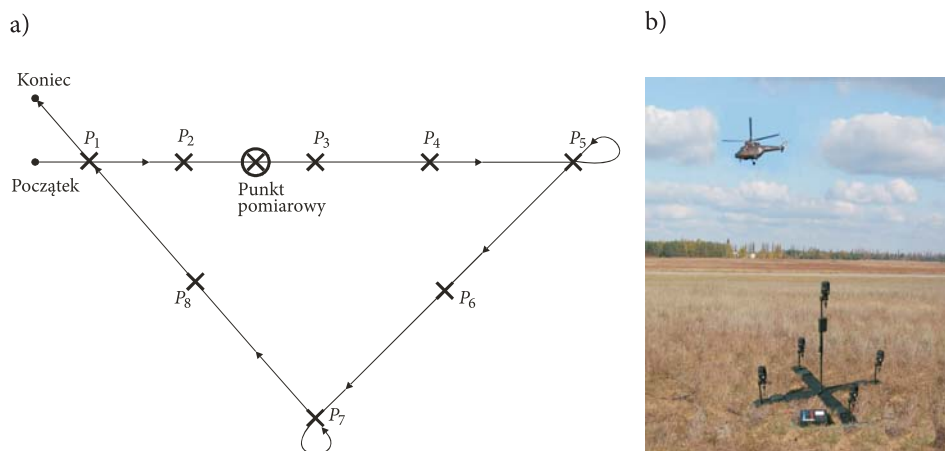 a)
b)
Koniec
P1
P2
P3
P4
P5
Początek
Punkt
pomiarowy
P6
P8
P7